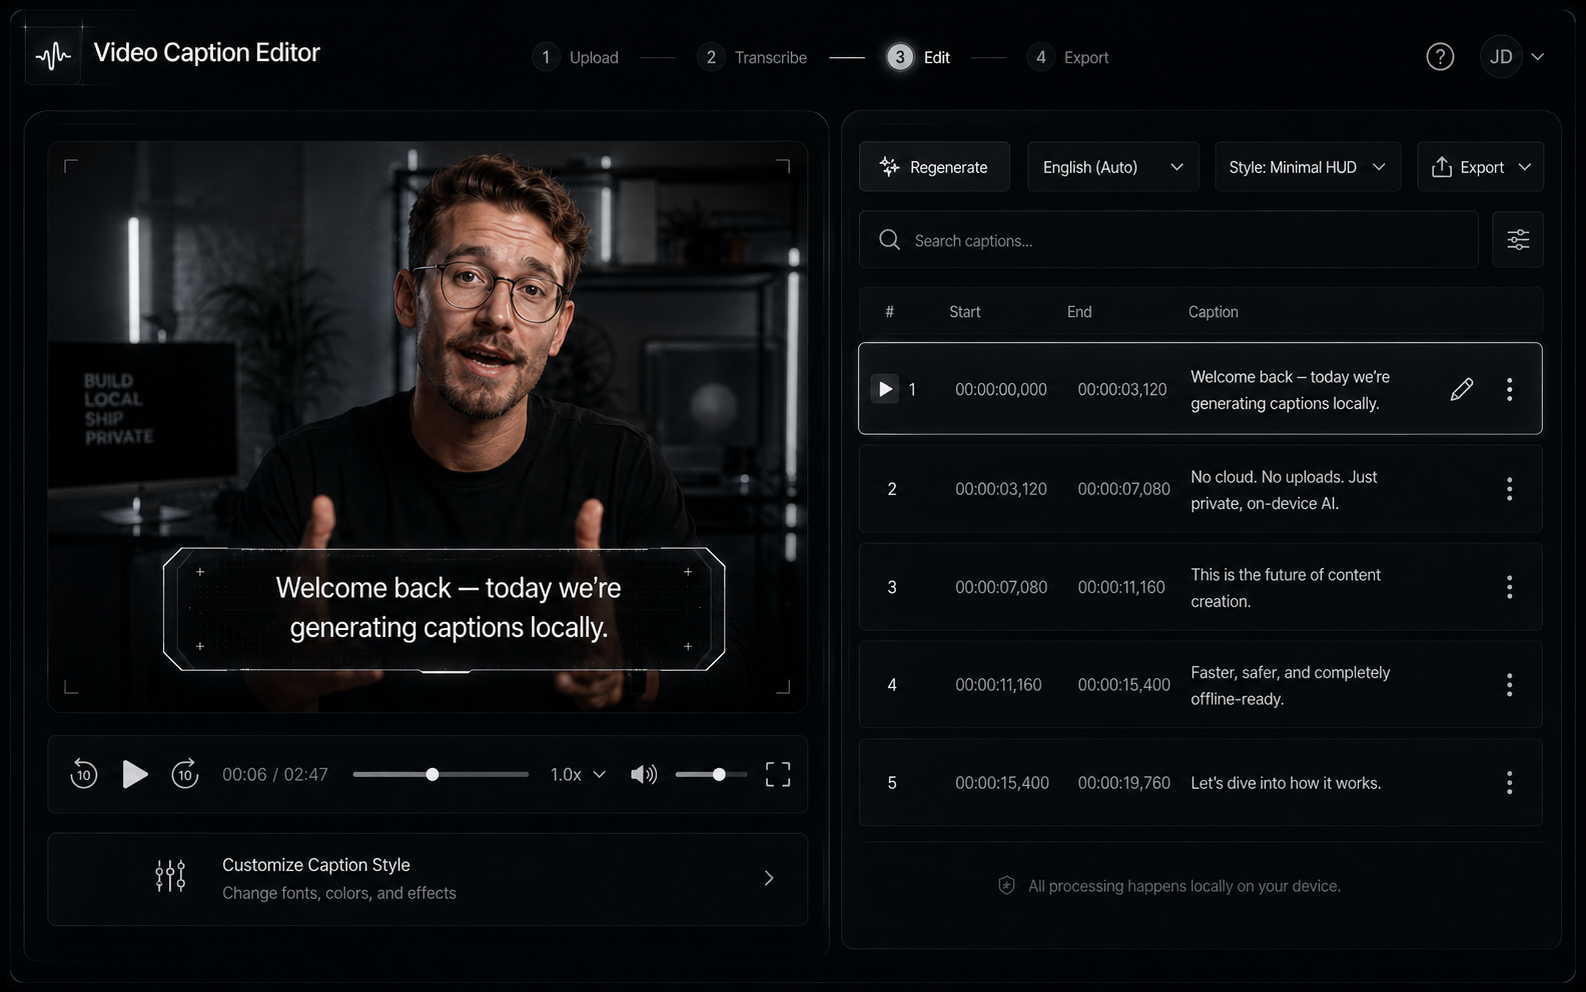 Video Caption Editor
1 Upload
2 Transcribe
3 Edit
4 Export
?
JD
BUILD
LOCAL
SHIP
PRIVATE
Welcome back – today we're
generating captions locally.
10
10
00:06 / 02:47
1.0x
Customize Caption Style
Change fonts, colors, and effects
Regenerate
English (Auto)
Style: Minimal HUD
Export
Search captions...
# Start End Caption
1 00:00:00,000 00:00:03,120 Welcome back – today we're
generating captions locally.
2 00:00:03,120 00:00:07,080 No cloud. No uploads. Just
private, on-device AI.
3 00:00:07,080 00:00:11,160 This is the future of content
creation.
4 00:00:11,160 00:00:15,400 Faster, safer, and completely
offline-ready.
5 00:00:15,400 00:00:19,760 Let's dive into how it works.
All processing happens locally on your device.